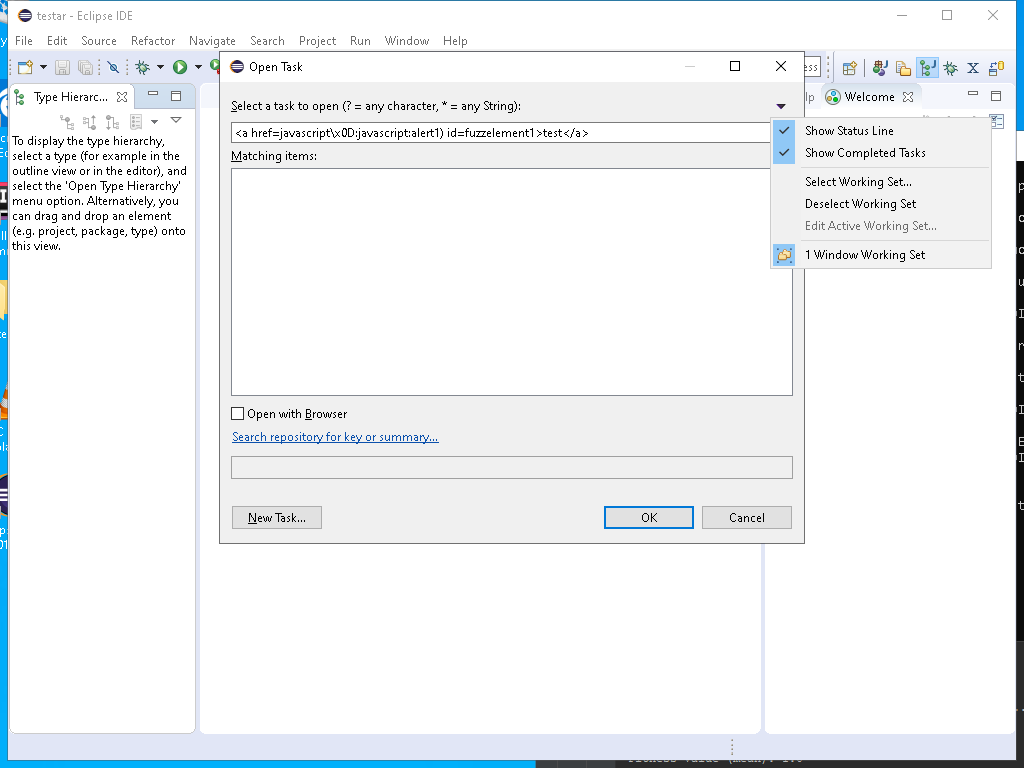 testar - Eclipse IDE
File Edit Source Refactor Navigate Search Project Run Window Help
Type Hierarc...
To display the type hierarchy,
select a type (for example in the
outline view or in the editor), and
select the 'Open Type Hierarchy'
menu option. Alternatively, you
can drag and drop an element
(e.g. project, package, type) onto
this view.
Open Task
Select a task to open (? = any character, * = any String):
<a href=javascript\x0D:javascript:alert1) id=fuzzelement1>test</a>
Matching items:
Open with Browser
Search repository for key or summary...
New Task...
OK
Cancel
Welcome
Show Status Line
Show Completed Tasks
Select Working Set...
Deselect Working Set
Edit Active Working Set...
1 Window Working Set